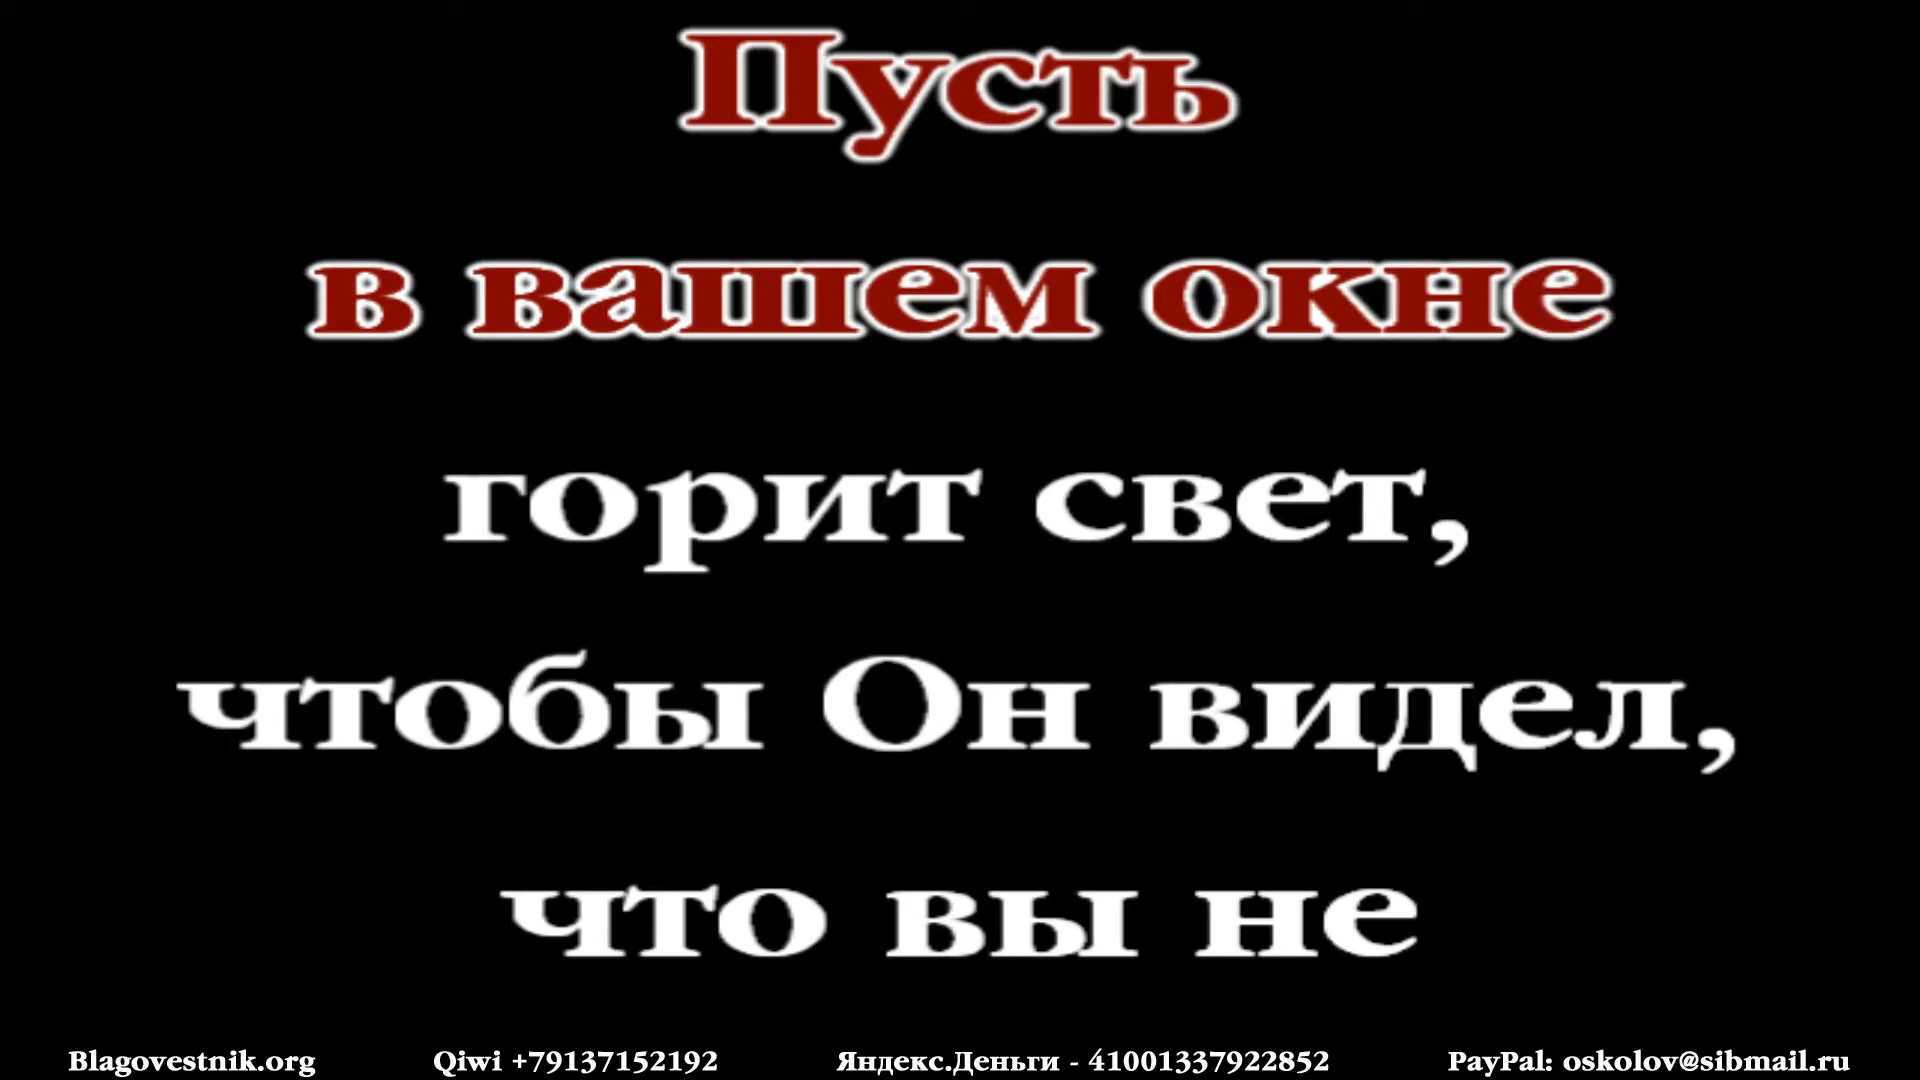 Пусть
в вашем окне
горит свет,
чтобы Он видел,
что вы не
Blagovestnik.org Qiwi +79137152192 Яндекс.Деньги - 41001337922852 PayPal: oskolov@sibmail.ru